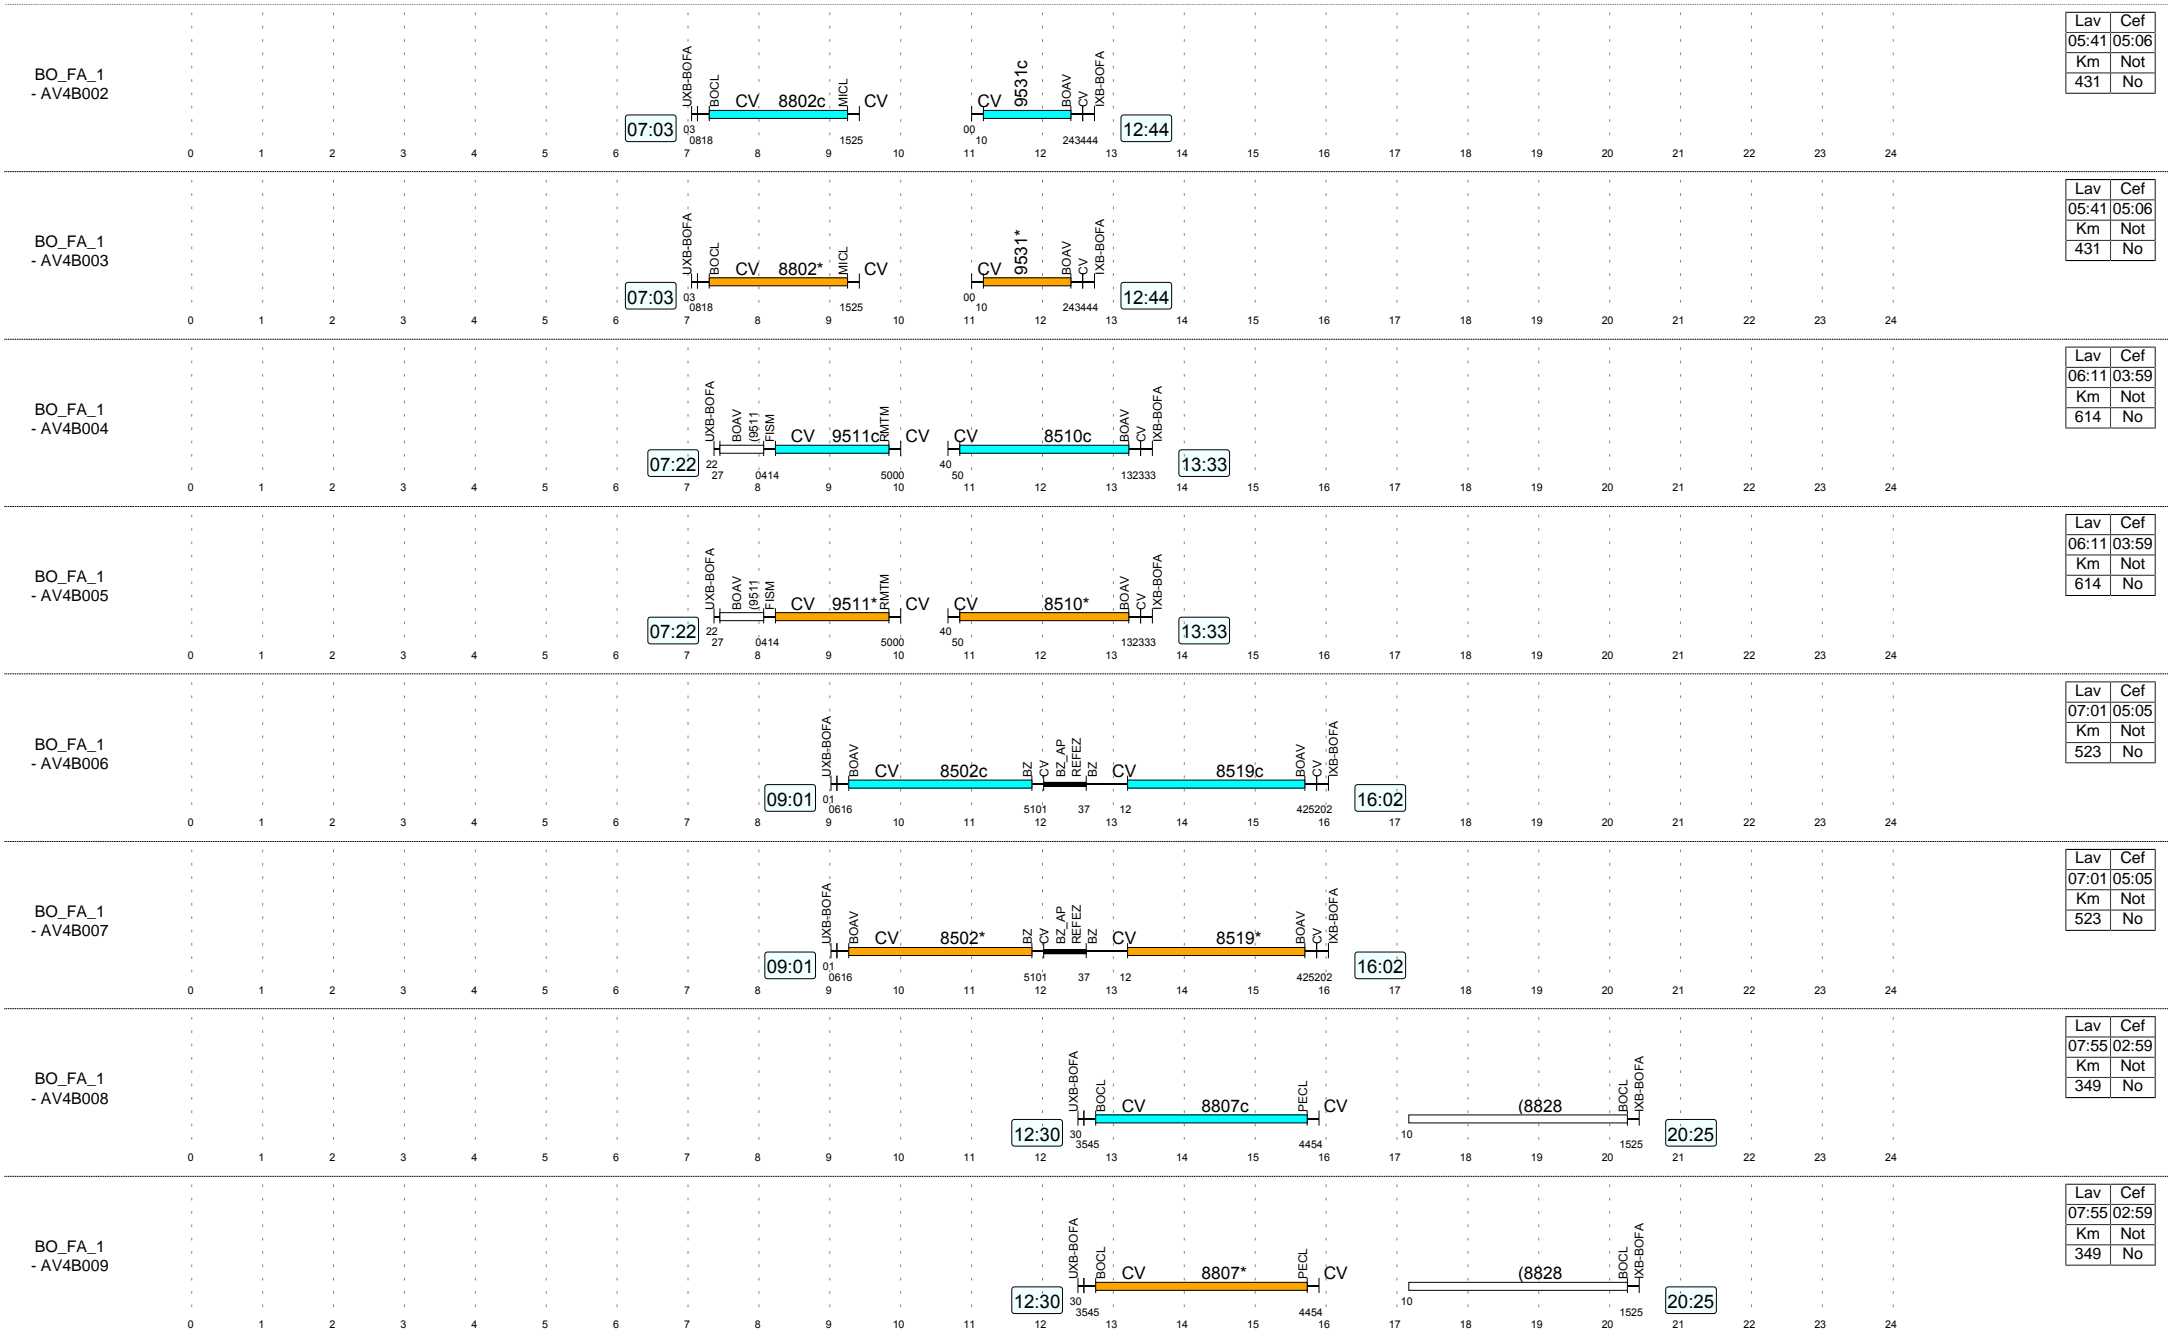 BO_FA_1
- AV4B002
07:03
UXB-BOFA BOCL CV 8802c MICL CV CV 9531c BOAV CV IXB-BOFA
12:44
03 0818 1525 00 10 243444
0 1 2 3 4 5 6 7 8 9 10 11 12 13 14 15 16 17 18 19 20 21 22 23 24
Lav Cef
05:41 05:06
Km Not
431 No
BO_FA_1
- AV4B003
07:03
UXB-BOFA BOCL CV 8802* MICL CV CV 9531* BOAV CV IXB-BOFA
12:44
03 0818 1525 00 10 243444
0 1 2 3 4 5 6 7 8 9 10 11 12 13 14 15 16 17 18 19 20 21 22 23 24
Lav Cef
05:41 05:06
Km Not
431 No
BO_FA_1
- AV4B004
07:22
UXB-BOFA BOAV (9511 FISM CV 9511c RMTM CV CV 8510c BOAV CV IXB-BOFA
13:33
22 27 0414 5000 40 50 132333
0 1 2 3 4 5 6 7 8 9 10 11 12 13 14 15 16 17 18 19 20 21 22 23 24
Lav Cef
06:11 03:59
Km Not
614 No
BO_FA_1
- AV4B005
07:22
UXB-BOFA BOAV (9511 FISM CV 9511* RMTM CV CV 8510* BOAV CV IXB-BOFA
13:33
22 27 0414 5000 40 50 132333
0 1 2 3 4 5 6 7 8 9 10 11 12 13 14 15 16 17 18 19 20 21 22 23 24
Lav Cef
06:11 03:59
Km Not
614 No
BO_FA_1
- AV4B006
09:01
UXB-BOFA BOAV CV 8502c BZ CV BZ_AP REFEZ BZ CV 8519c BOAV CV IXB-BOFA
16:02
01 0616 5101 37 12 425202
0 1 2 3 4 5 6 7 8 9 10 11 12 13 14 15 16 17 18 19 20 21 22 23 24
Lav Cef
07:01 05:05
Km Not
523 No
BO_FA_1
- AV4B007
09:01
UXB-BOFA BOAV CV 8502* BZ CV BZ_AP REFEZ BZ CV 8519* BOAV CV IXB-BOFA
16:02
01 0616 5101 37 12 425202
0 1 2 3 4 5 6 7 8 9 10 11 12 13 14 15 16 17 18 19 20 21 22 23 24
Lav Cef
07:01 05:05
Km Not
523 No
BO_FA_1
- AV4B008
12:30
UXB-BOFA BOCL CV 8807c PECL CV (8828 BOCL IXB-BOFA
20:25
30 3545 4454 10 1525
0 1 2 3 4 5 6 7 8 9 10 11 12 13 14 15 16 17 18 19 20 21 22 23 24
Lav Cef
07:55 02:59
Km Not
349 No
BO_FA_1
- AV4B009
12:30
UXB-BOFA BOCL CV 8807* PECL CV (8828 BOCL IXB-BOFA
20:25
30 3545 4454 10 1525
0 1 2 3 4 5 6 7 8 9 10 11 12 13 14 15 16 17 18 19 20 21 22 23 24
Lav Cef
07:55 02:59
Km Not
349 No